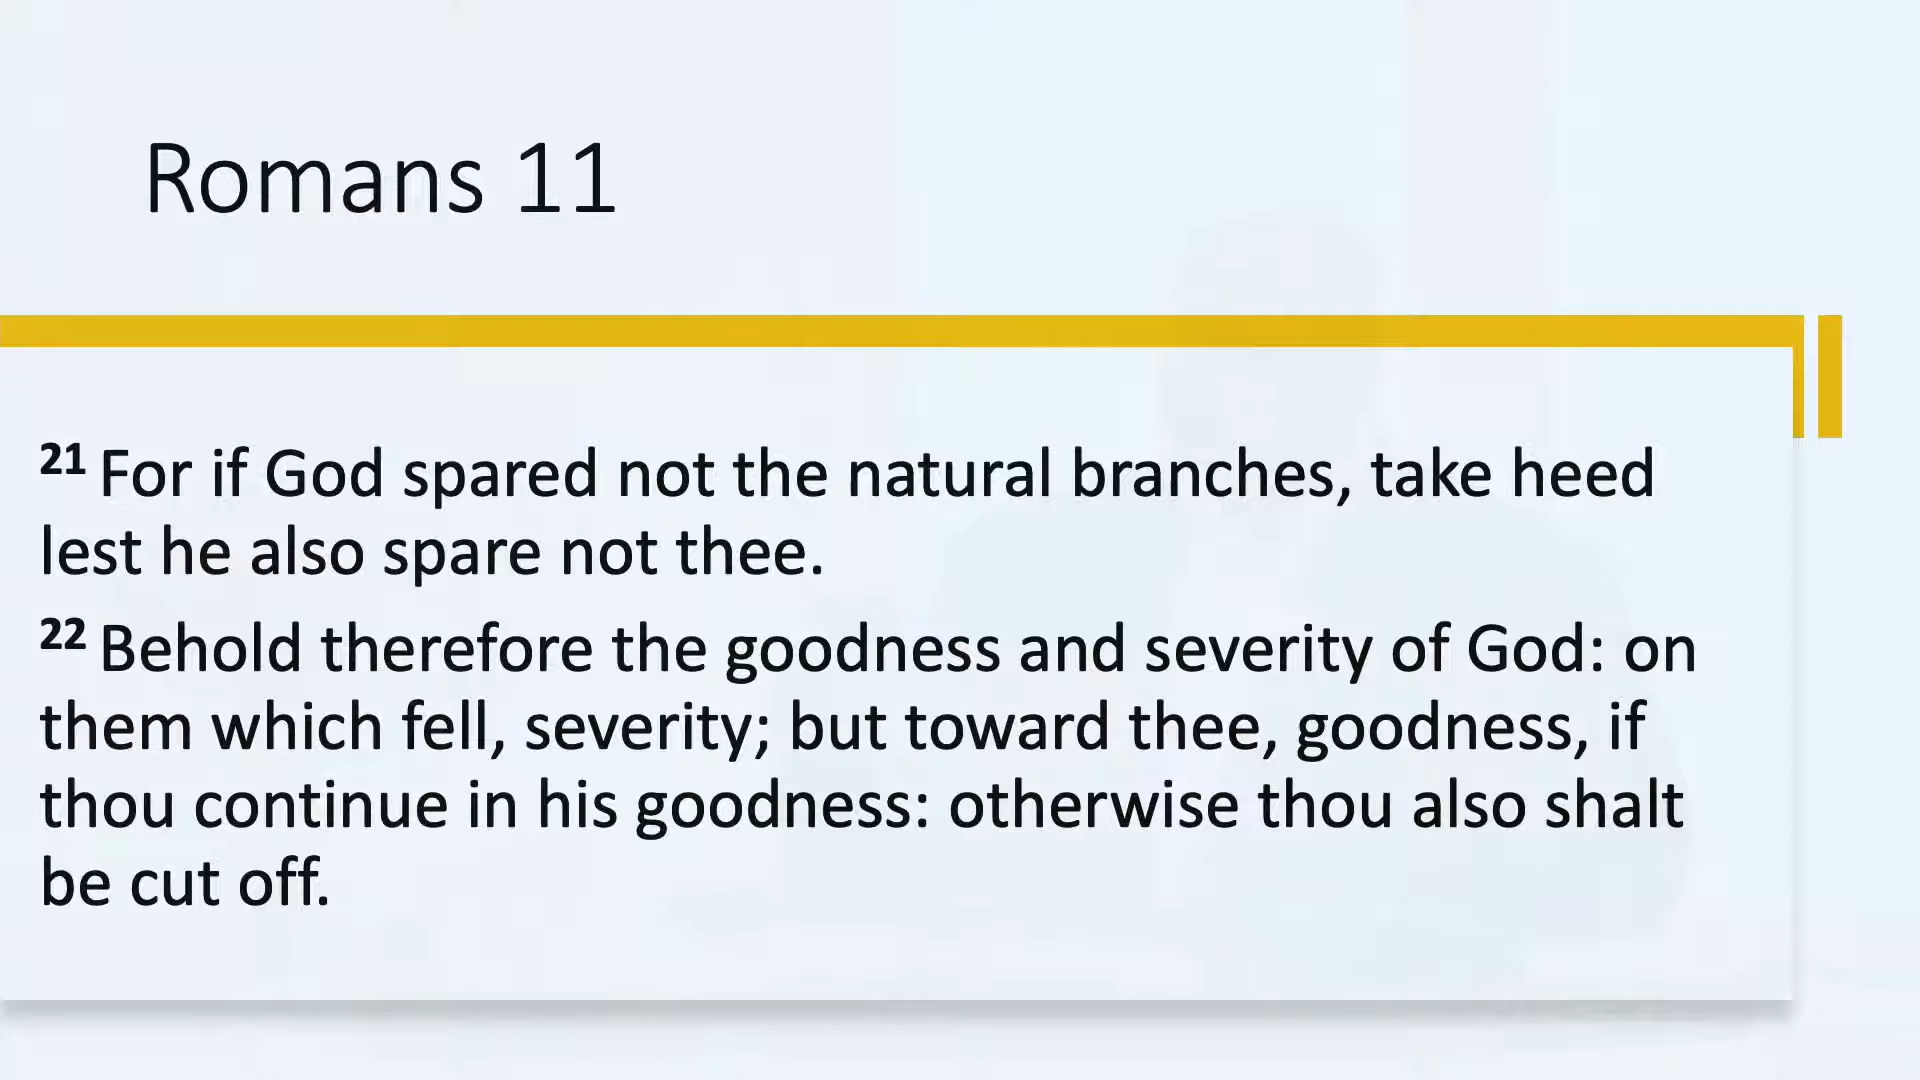 Romans 11
21 For if God spared not the natural branches, take heed
lest he also spare not thee.
22 Behold therefore the goodness and severity of God: on
them which fell, severity; but toward thee, goodness, if
thou continue in his goodness: otherwise thou also shalt
be cut off.